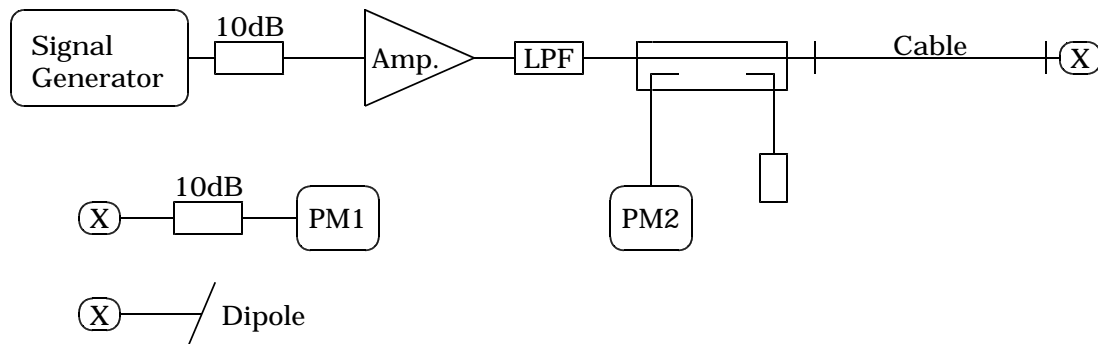 10dB
Signal
Generator
Amp.
LPF
Cable
X
10dB
X
PM1
PM2
X
Dipole